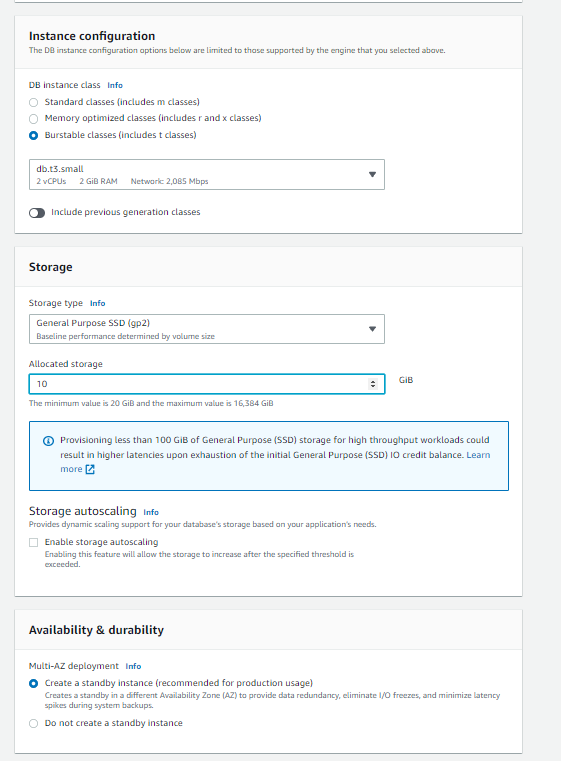 Instance configuration
The DB instance configuration options below are limited to those supported by the engine that you selected above.
DB instance class Info
Standard classes (includes m classes)
Memory optimized classes (includes r and x classes)
Burstable classes (includes t classes)
db.t3.small
2 vCPUs 2 GiB RAM Network: 2,085 Mbps
Include previous generation classes
Storage
Storage type Info
General Purpose SSD (gp2)
Baseline performance determined by volume size
Allocated storage
10
GiB
The minimum value is 20 GiB and the maximum value is 16,384 GiB
Provisioning less than 100 GiB of General Purpose (SSD) storage for high throughput workloads could
result in higher latencies upon exhaustion of the initial General Purpose (SSD) IO credit balance. Learn
more
Storage autoscaling Info
Provides dynamic scaling support for your database's storage based on your application's needs.
Enable storage autoscaling
Enabling this feature will allow the storage to increase after the specified threshold is
exceeded.
Availability & durability
Multi-AZ deployment Info
Create a standby instance (recommended for production usage)
Creates a standby in a different Availability Zone (AZ) to provide data redundancy, eliminate I/O freezes, and minimize latency
spikes during system backups.
Do not create a standby instance